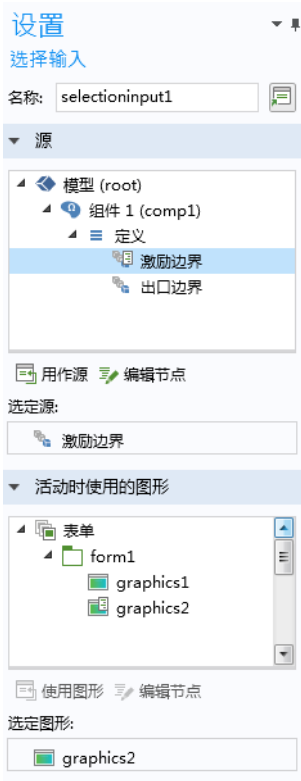 设置
选择输入
名称: selectioninput1
源
模型 (root)
组件 1 (comp1)
定义
激励边界
出口边界
用作源 编辑节点
选定源:
激励边界
活动时使用的图形
表单
form1
graphics1
graphics2
使用图形 编辑节点
选定图形:
graphics2